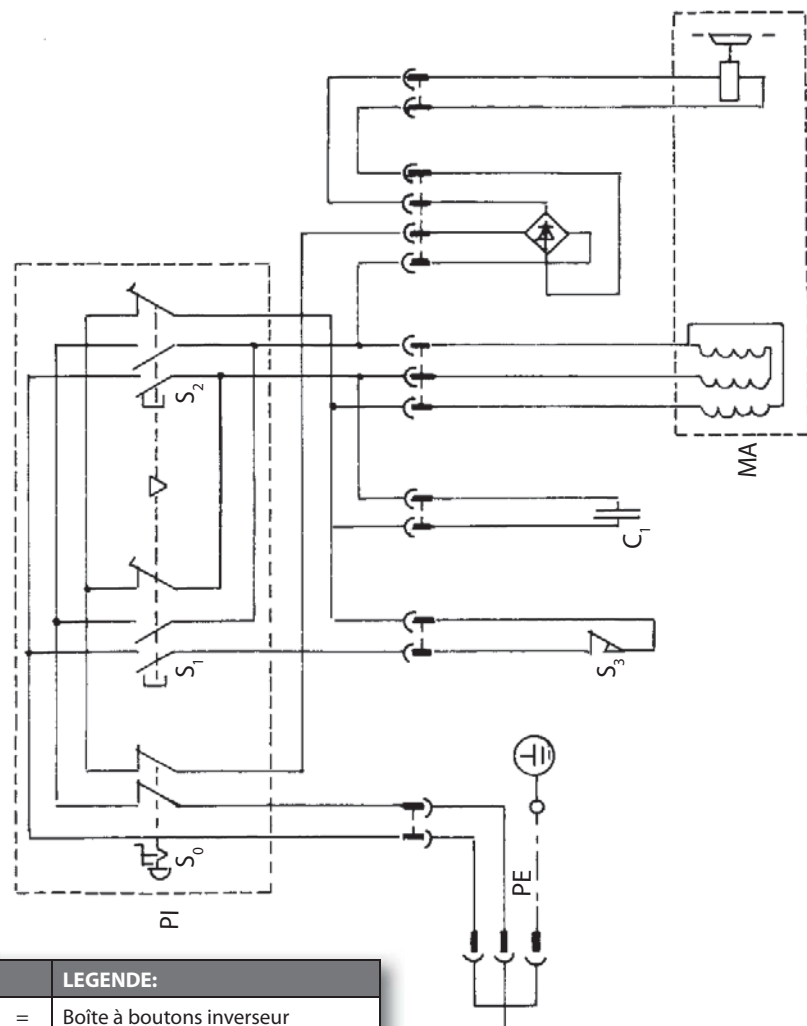 S₂
S₁
S₀
PI
MA
C₁
S₃
PE
LEGENDE:
= Boîte à boutons inverseur